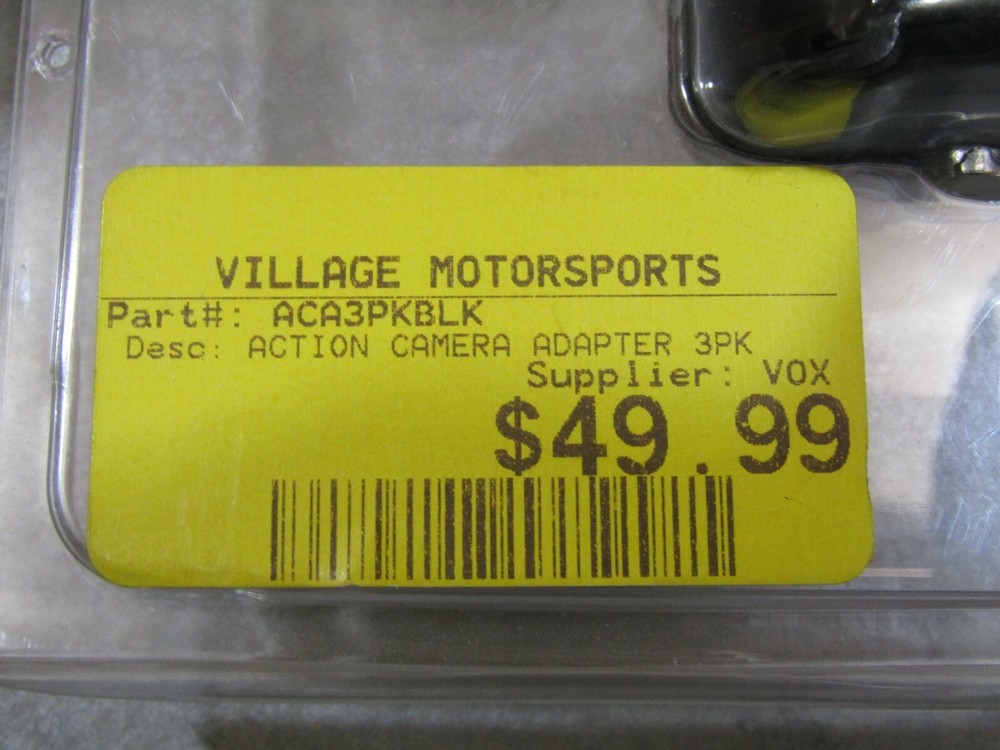 VILLAGE MOTORSPORTS
Part#: ACA3PKBLK
Desc: ACTION CAMERA ADAPTER 3PK
Supplier: VOX
$49.99